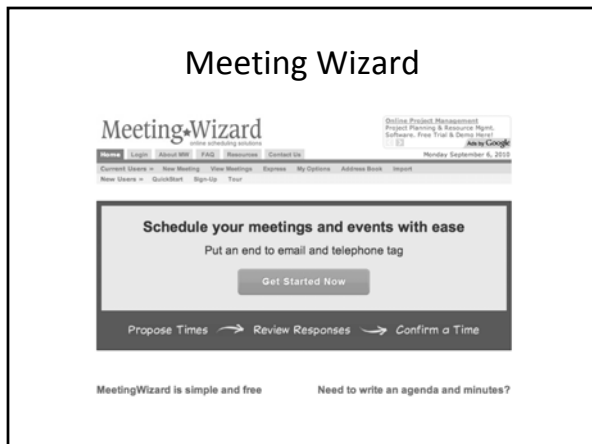 Meeting Wizard
Meeting★Wizard
online scheduling solutions
Online Project Management
Project Planning & Resource Mgmt.
Software. Free Trial & Demo Here!
Ads by Google
Home Login About MW FAQ Resources Contact Us
Monday September 6, 2010
Current Users » New Meeting View Meetings Express My Options Address Book Import
New Users » QuickStart Sign-Up Tour
Schedule your meetings and events with ease
Put an end to email and telephone tag
Get Started Now
Propose Times → Review Responses → Confirm a Time
MeetingWizard is simple and free
Need to write an agenda and minutes?